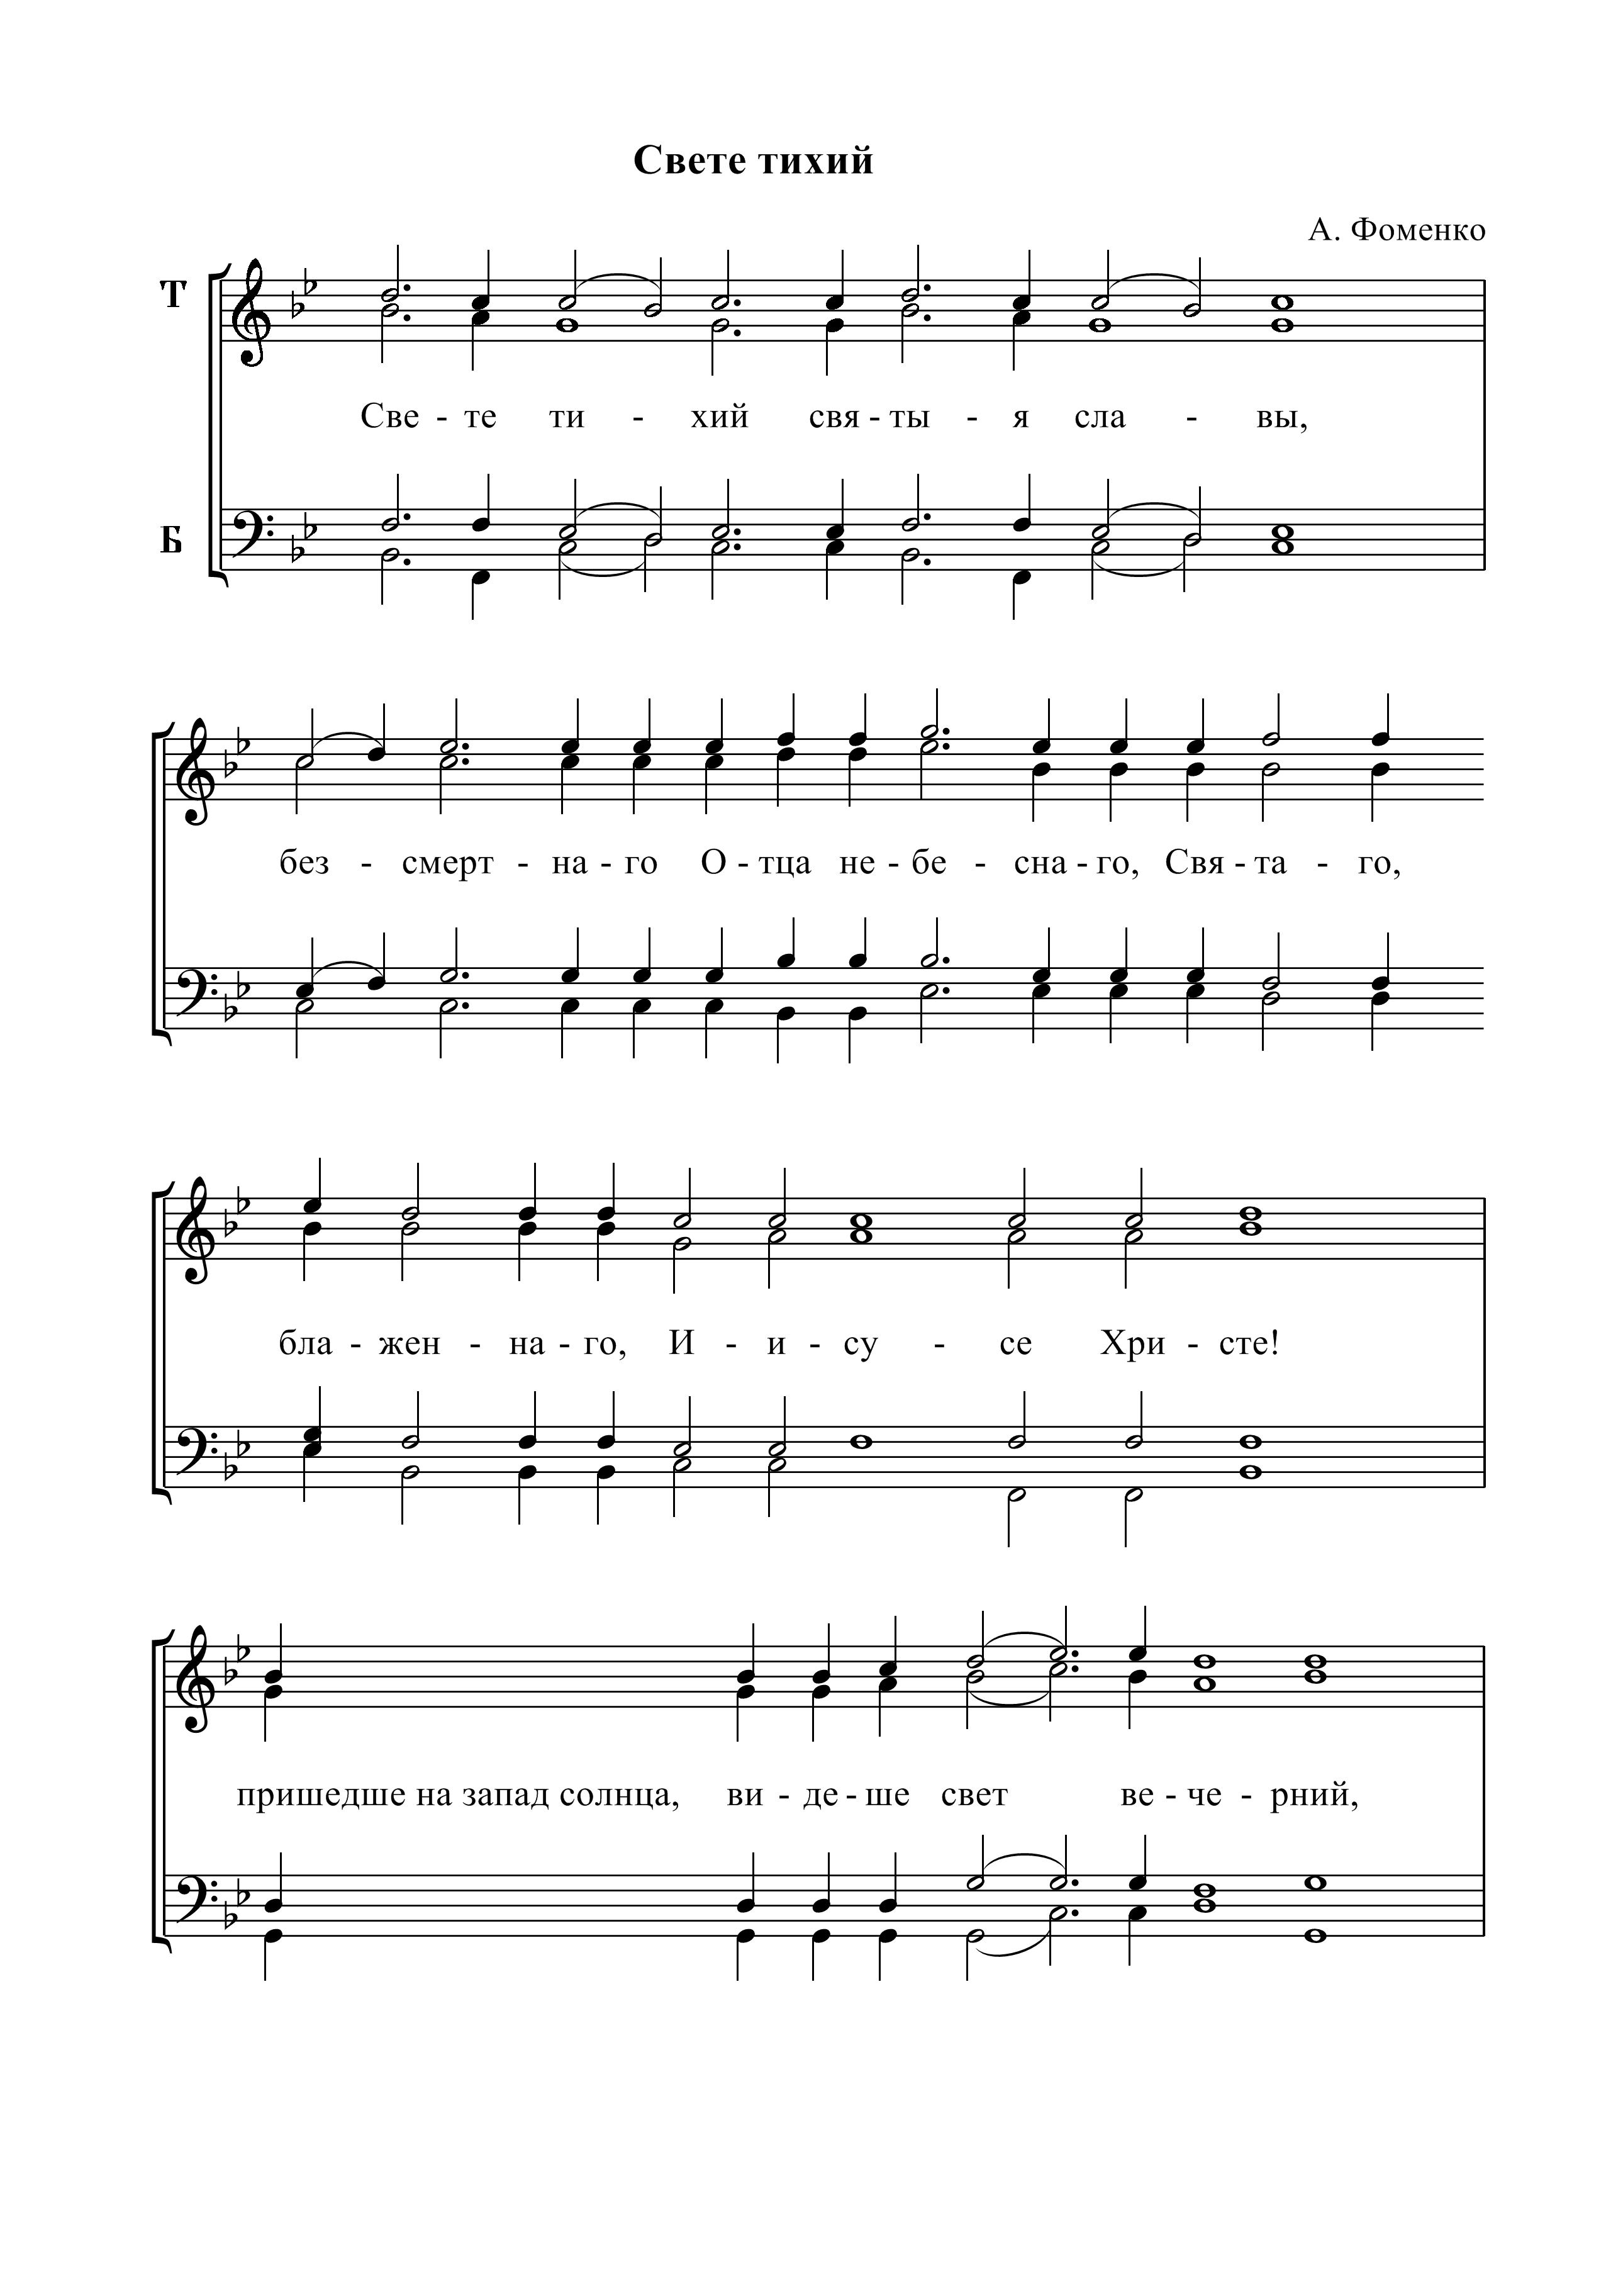 Свете тихий
А. Фоменко
Т
Све - те ти - хий свя - ты - я сла - вы,
Б
без - смерт - на - го О - тца не - бе - сна - го, Свя - та - го,
бла - жен - на - го, И - и - су - се Хри - сте!
пришедше на запад солнца, ви - де - ше свет ве - че - рний,